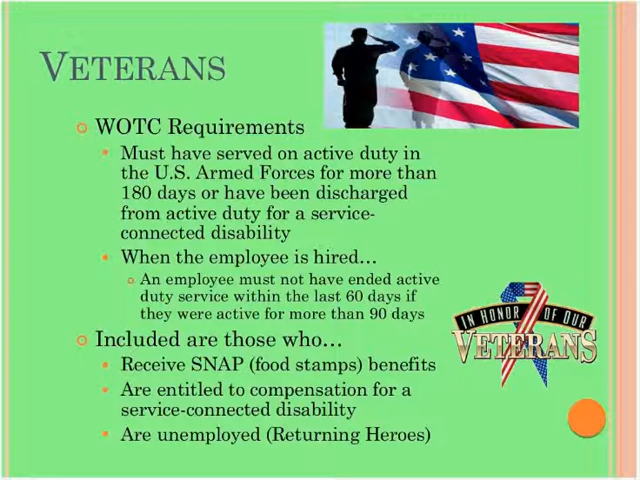 VETERANS
WOTC Requirements
Must have served on active duty in
the U.S. Armed Forces for more than
180 days or have been discharged
from active duty for a service-
connected disability
When the employee is hired…
An employee must not have ended active
duty service within the last 60 days if
they were active for more than 90 days
IN HONOR OF OUR
VETERANS
Included are those who…
Receive SNAP (food stamps) benefits
Are entitled to compensation for a
service-connected disability
Are unemployed (Returning Heroes)